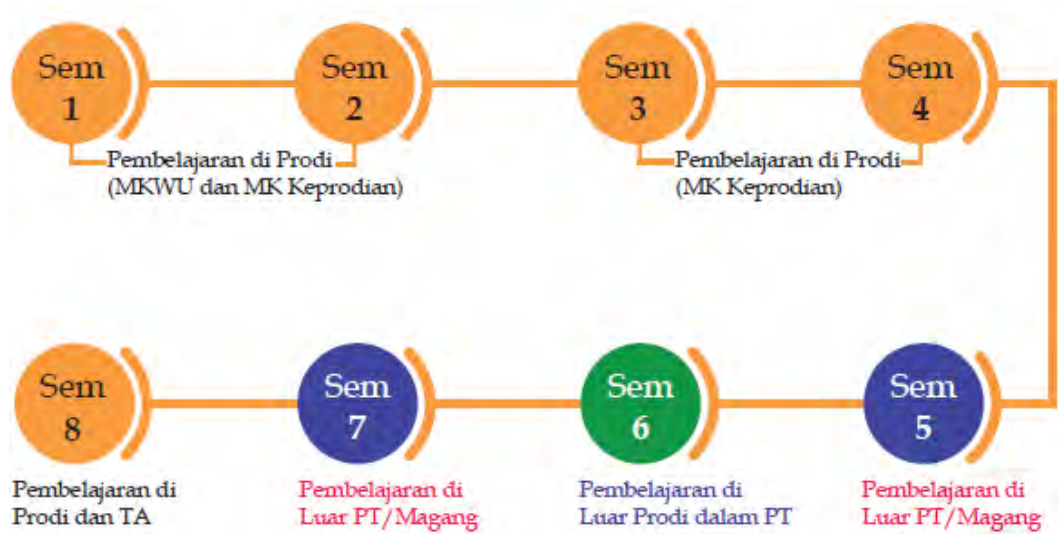 Sem
1
Sem
2
Sem
3
Sem
4
Pembelajaran di Prodi
(MKWU dan MK Keprodian)
Pembelajaran di Prodi
(MK Keprodian)
Sem
8
Sem
7
Sem
6
Sem
5
Pembelajaran di
Prodi dan TA
Pembelajaran di
Luar PT/Magang
Pembelajaran di
Luar Prodi dalam PT
Pembelajaran di
Luar PT/Magang